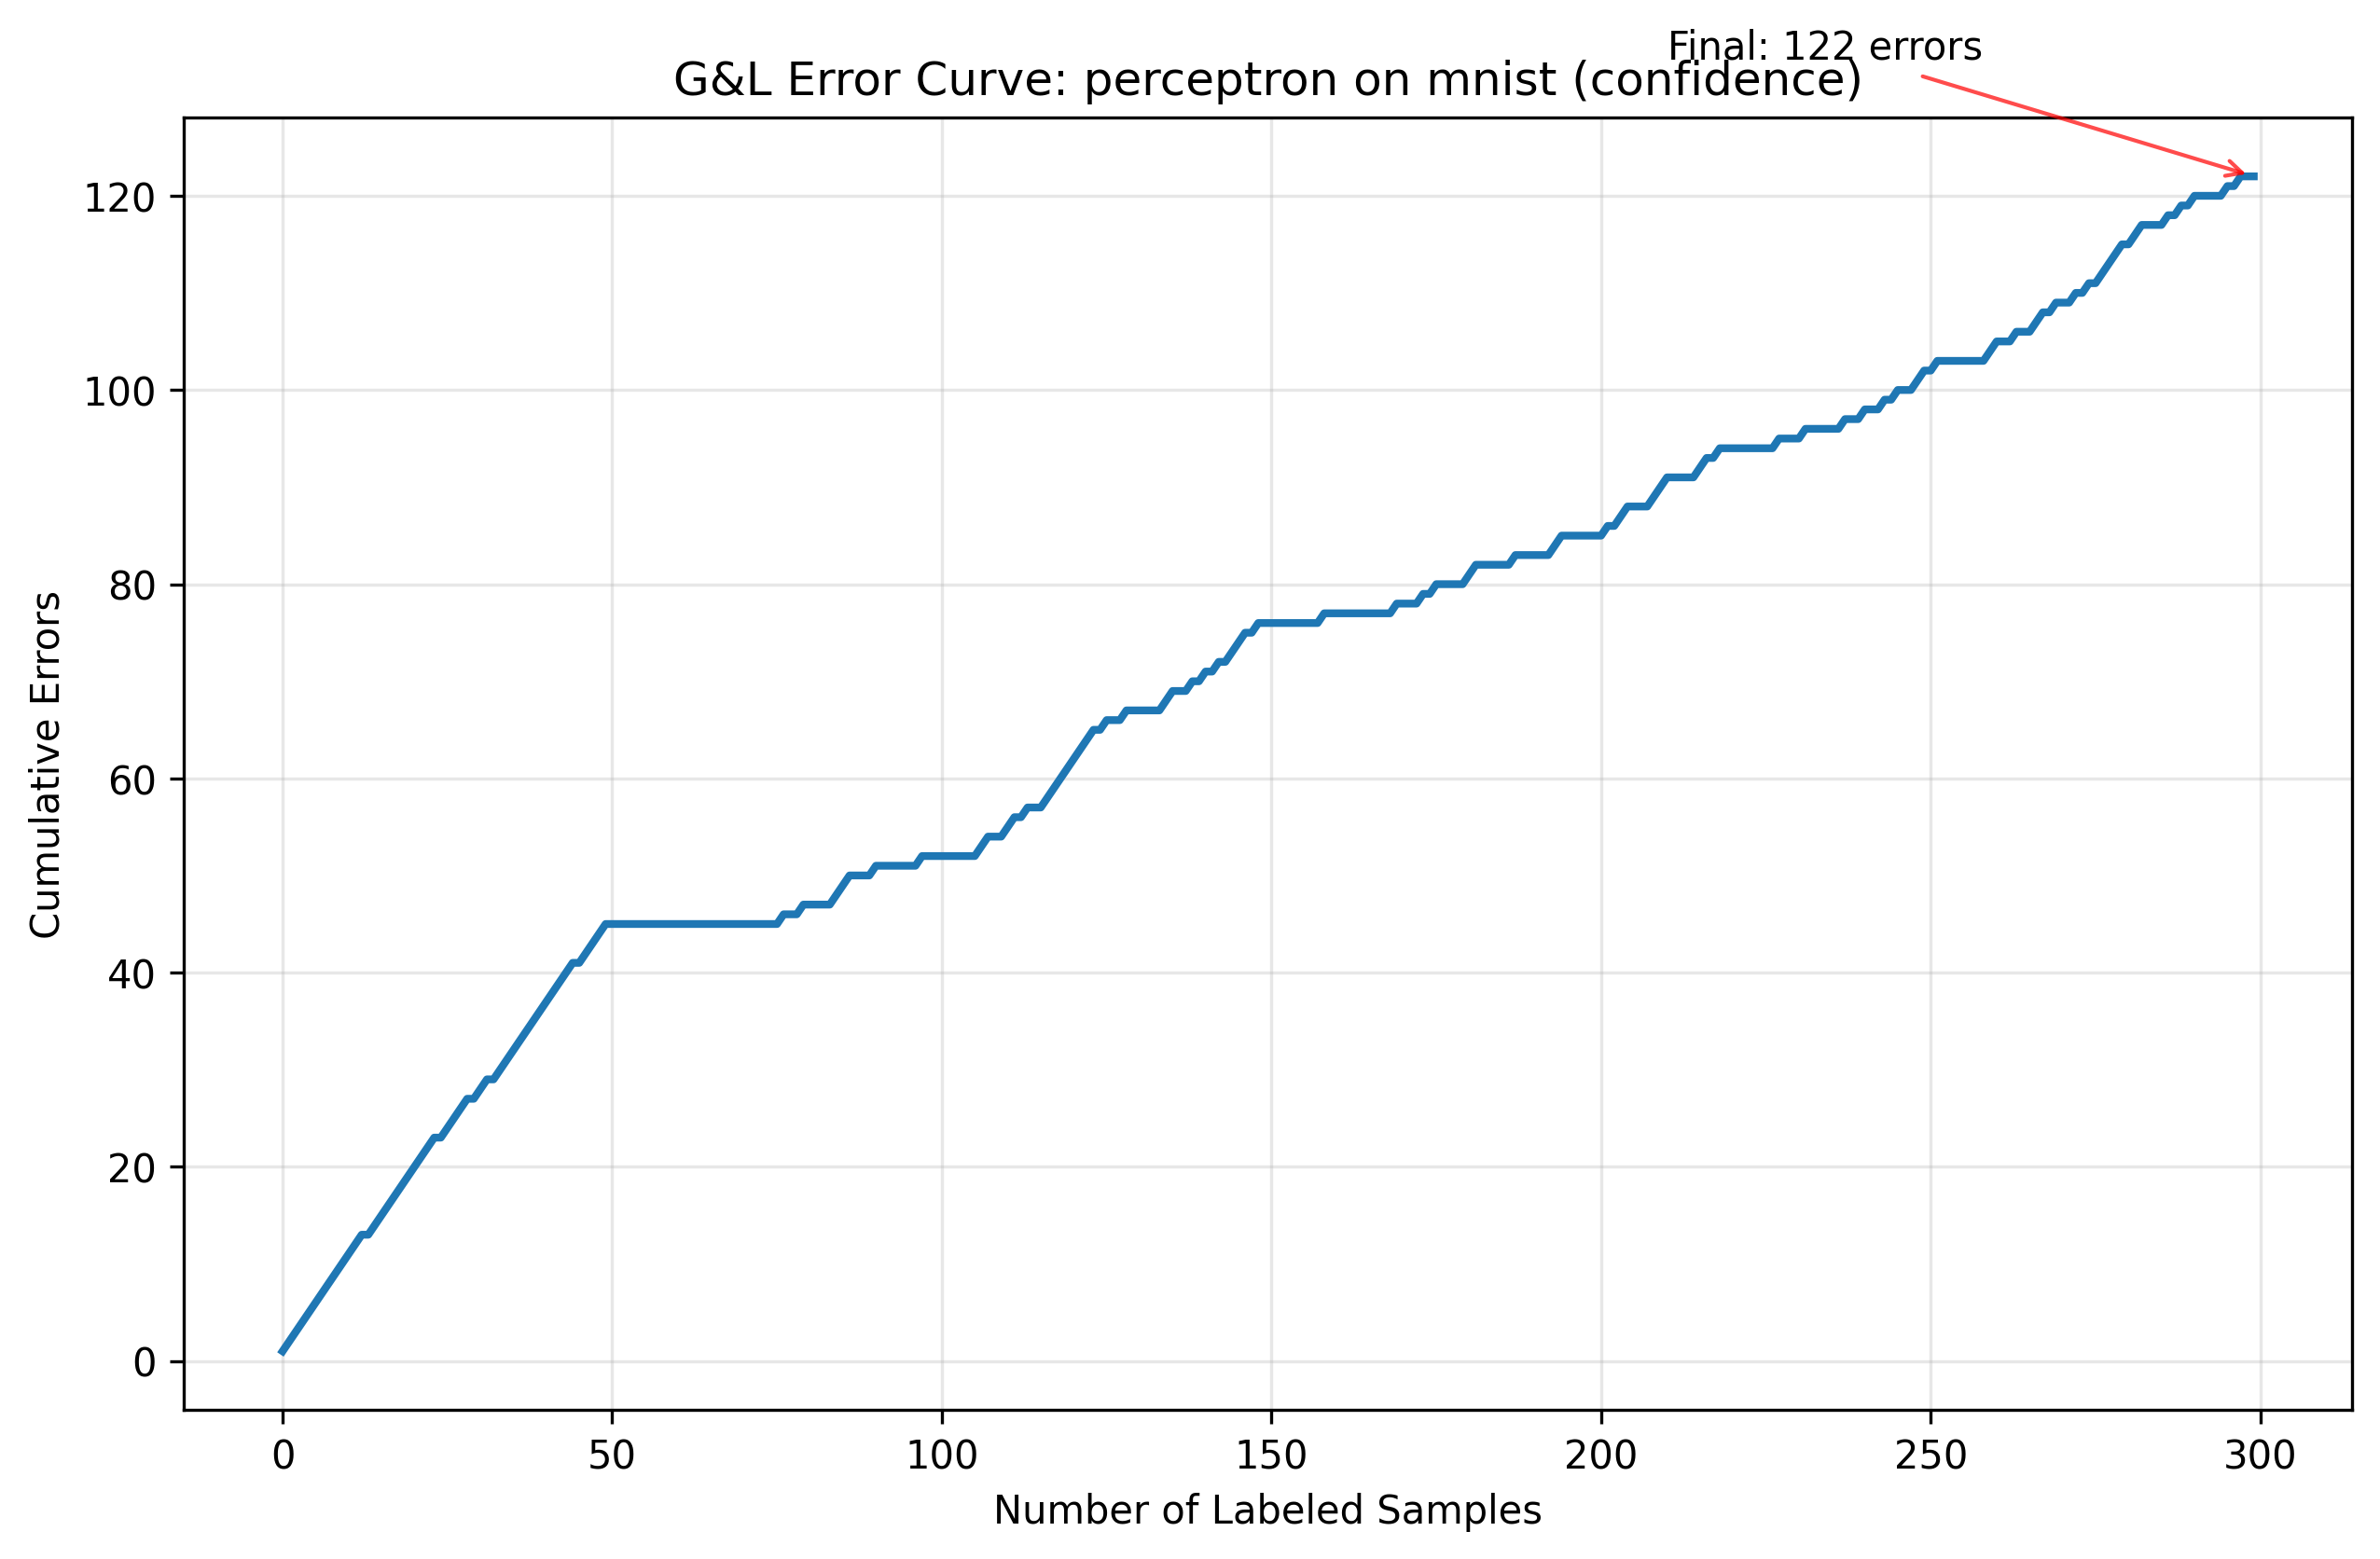 Final: 122 errors
G&L Error Curve: perceptron on mnist (confidence)
Cumulative Errors
120
100
80
60
40
20
0
0 50 100 150 200 250 300
Number of Labeled Samples